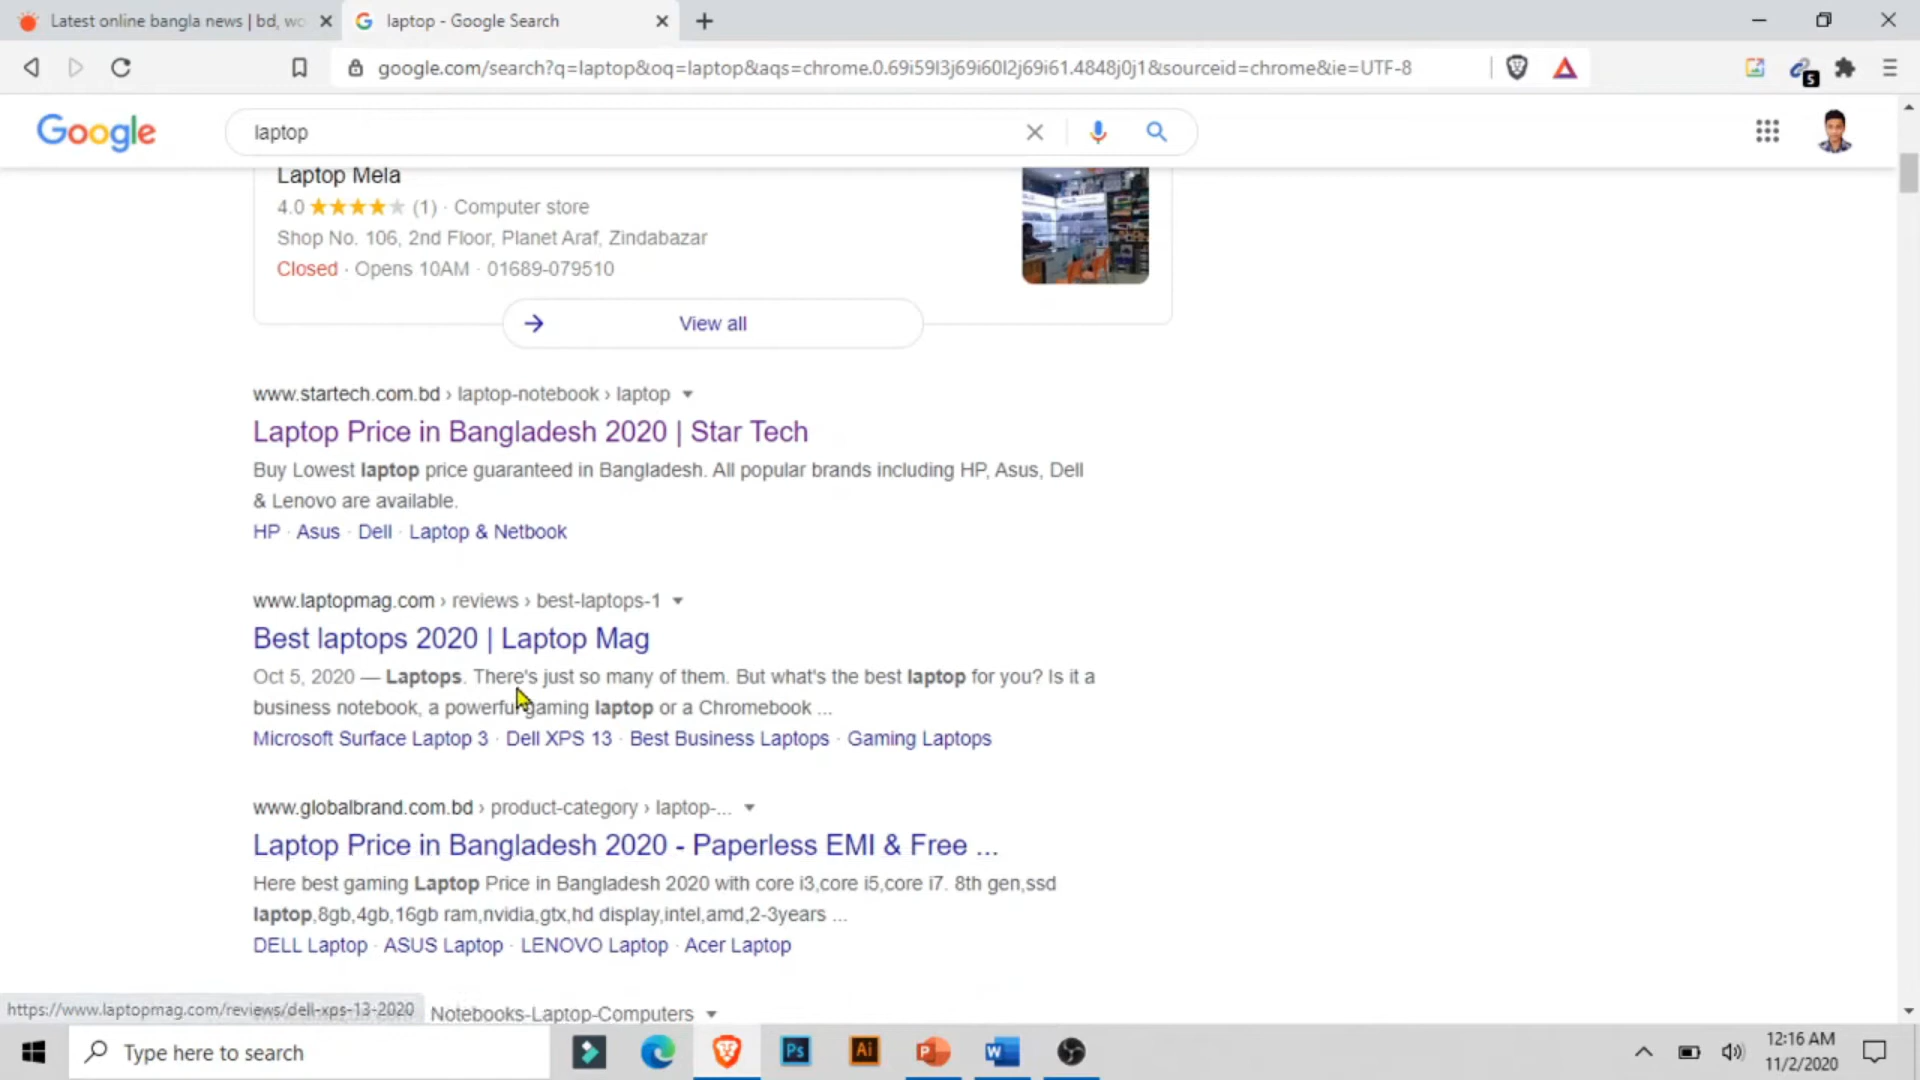 Latest online bangla news | bd, wo
laptop - Google Search
google.com/search?q=laptop&oq=laptop&aqs=chrome.0.69i59l3j69i60l2j69i61.4848j0j1&sourceid=chrome&ie=UTF-8
5
Google
laptop
Laptop Mela
4.0 (1) · Computer store
Shop No. 106, 2nd Floor, Planet Araf, Zindabazar
Closed · Opens 10AM · 01689-079510
View all
www.startech.com.bd › laptop-notebook › laptop
Laptop Price in Bangladesh 2020 | Star Tech
Buy Lowest laptop price guaranteed in Bangladesh. All popular brands including HP, Asus, Dell
& Lenovo are available.
HP · Asus · Dell · Laptop & Netbook
www.laptopmag.com › reviews › best-laptops-1
Best laptops 2020 | Laptop Mag
Oct 5, 2020 — Laptops. There's just so many of them. But what's the best laptop for you? Is it a
business notebook, a powerful gaming laptop or a Chromebook ...
Microsoft Surface Laptop 3 · Dell XPS 13 · Best Business Laptops · Gaming Laptops
www.globalbrand.com.bd › product-category › laptop-...
Laptop Price in Bangladesh 2020 - Paperless EMI & Free ...
Here best gaming Laptop Price in Bangladesh 2020 with core i3,core i5,core i7. 8th gen,ssd
laptop,8gb,4gb,16gb ram,nvidia,gtx,hd display,intel,amd,2-3years ...
DELL Laptop · ASUS Laptop · LENOVO Laptop · Acer Laptop
https://www.laptopmag.com/reviews/dell-xps-13-2020
Notebooks-Laptop-Computers
Type here to search
Ps
Ai
P
W
12:16 AM
11/2/2020